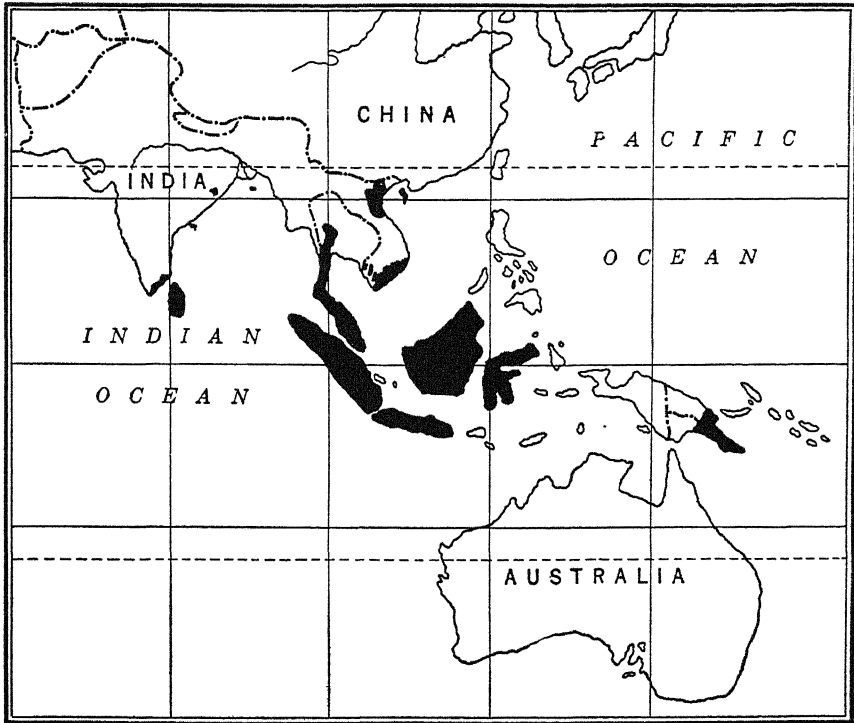 CHINA
PACIFIC
INDIA
OCEAN
INDIAN
OCEAN
AUSTRALIA